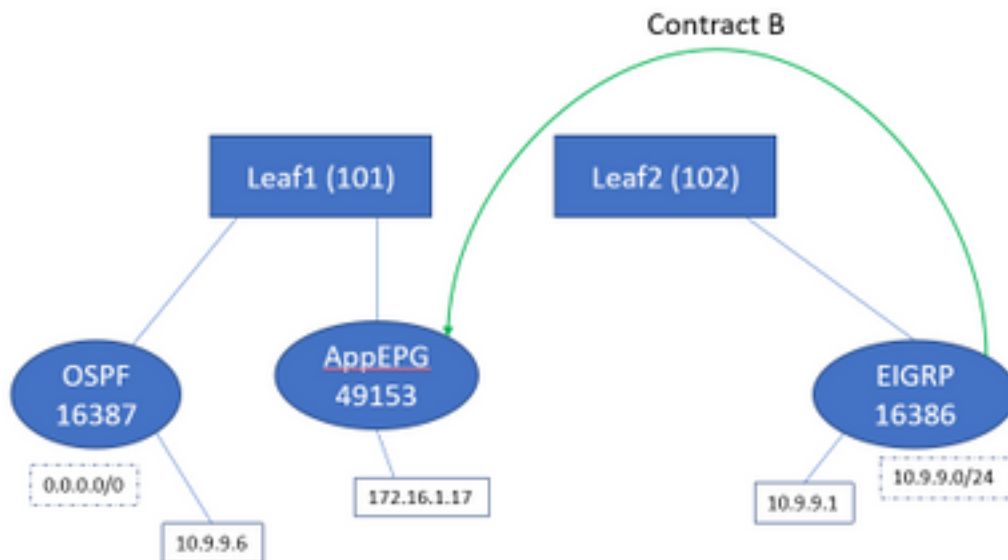 Contract B
Leaf1 (101)
Leaf2 (102)
OSPF
16387
AppEPG
49153
EIGRP
16386
0.0.0.0/0
10.9.9.6
172.16.1.17
10.9.9.1
10.9.9.0/24